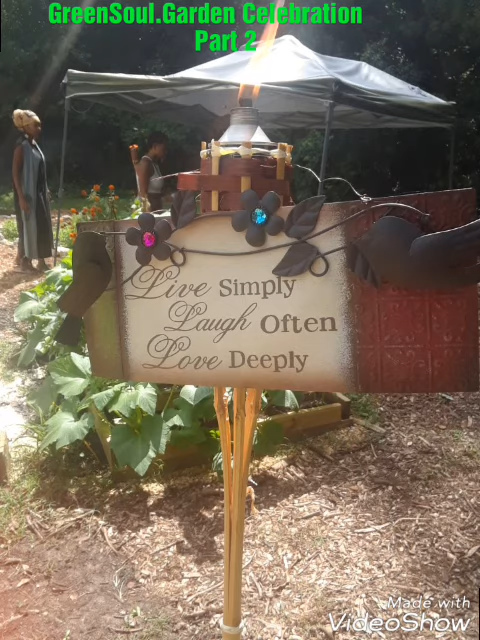 GreenSoul.Garden Celebration
Part 2
Live Simply
Laugh Often
Love Deeply
Made with
VideoShow